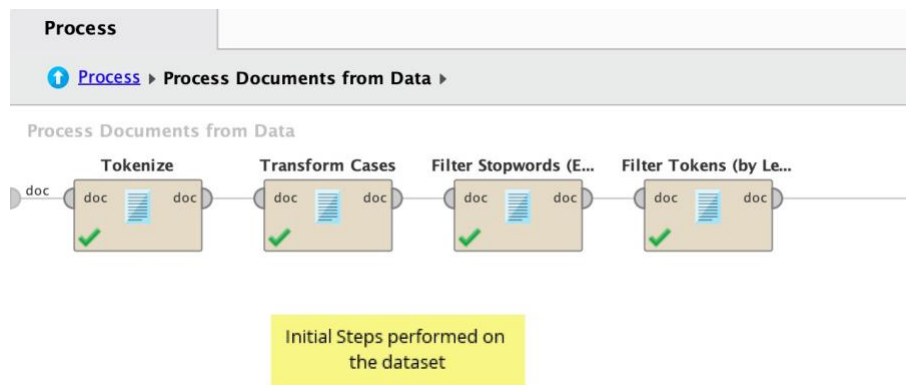 Process
Process ▸ Process Documents from Data ▸
Process Documents from Data
Tokenize Transform Cases Filter Stopwords (E... Filter Tokens (by Le...
doc doc doc doc doc doc doc doc doc
Initial Steps performed on
the dataset